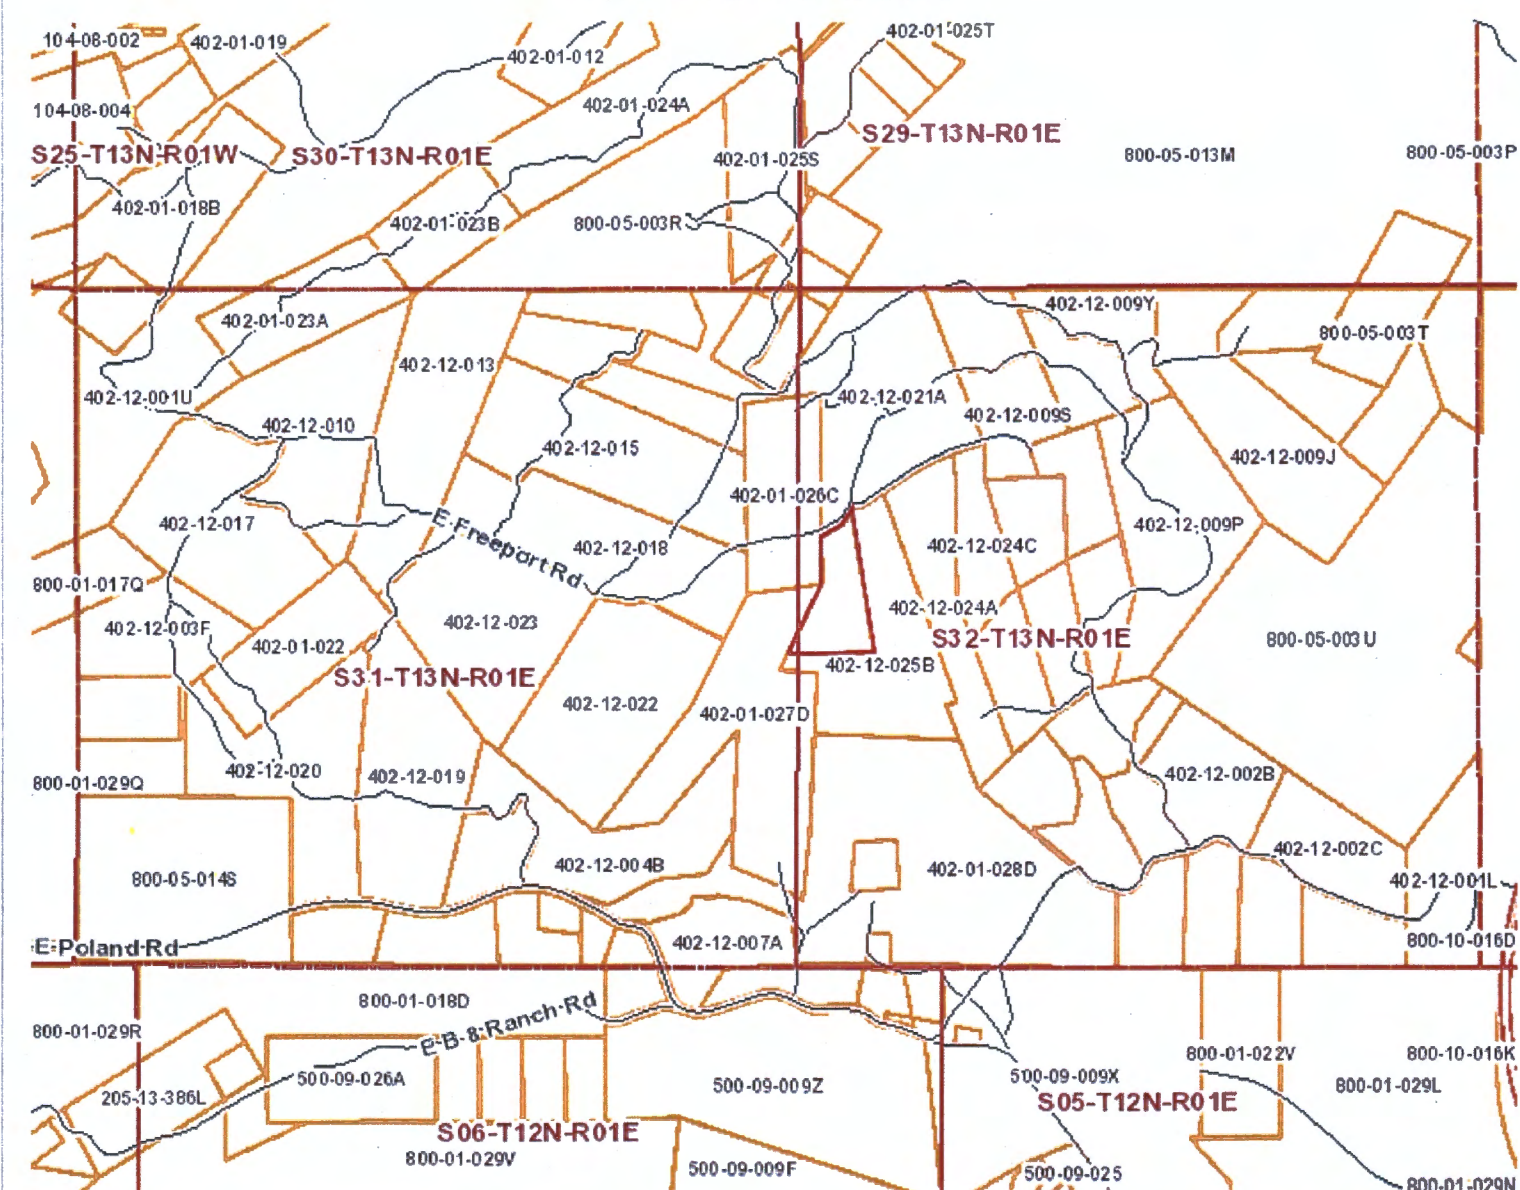 104-08-002
402-01-019
402-01-012
402-01-025T
104-08-004
402-01-024A
S25-T13N-R01W
S30-T13N-R01E
402-01-025S
S29-T13N-R01E
800-05-013M
800-05-003P
402-01-018B
402-01-023B
800-05-003R
402-01-023A
402-12-009Y
800-05-003T
402-12-013
402-12-001U
402-12-021A
402-12-010
402-12-009S
402-12-015
402-12-009J
402-01-026C
402-12-017
E Freeport Rd
402-12-018
402-12-024C
402-12-009P
800-01-017Q
402-12-003F
402-01-022
402-12-023
402-12-024A
S32-T13N-R01E
800-05-003U
S31-T13N-R01E
402-12-025B
402-12-022
402-01-027D
402-12-020
402-12-019
800-01-029Q
402-12-002B
800-05-014S
402-12-004B
402-01-028D
402-12-002C
402-12-001L
E Poland Rd
402-12-007A
800-10-016D
800-01-018D
E B 8 Ranch Rd
800-01-029R
800-01-022V
800-10-016K
205-13-386L
500-09-026A
500-09-009Z
500-09-009X
800-01-029L
S05-T12N-R01E
S06-T12N-R01E
800-01-029V
500-09-009F
500-09-025
800-01-029N